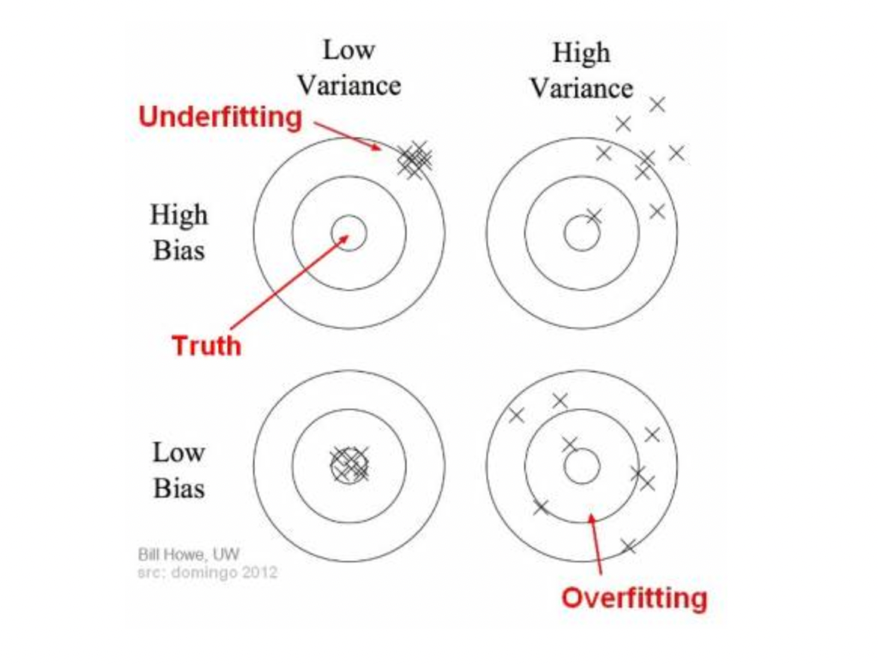 Low
Variance
High
Variance
Underfitting
High
Bias
Truth
Low
Bias
Bill Howe, UW
src: domingo 2012
Overfitting